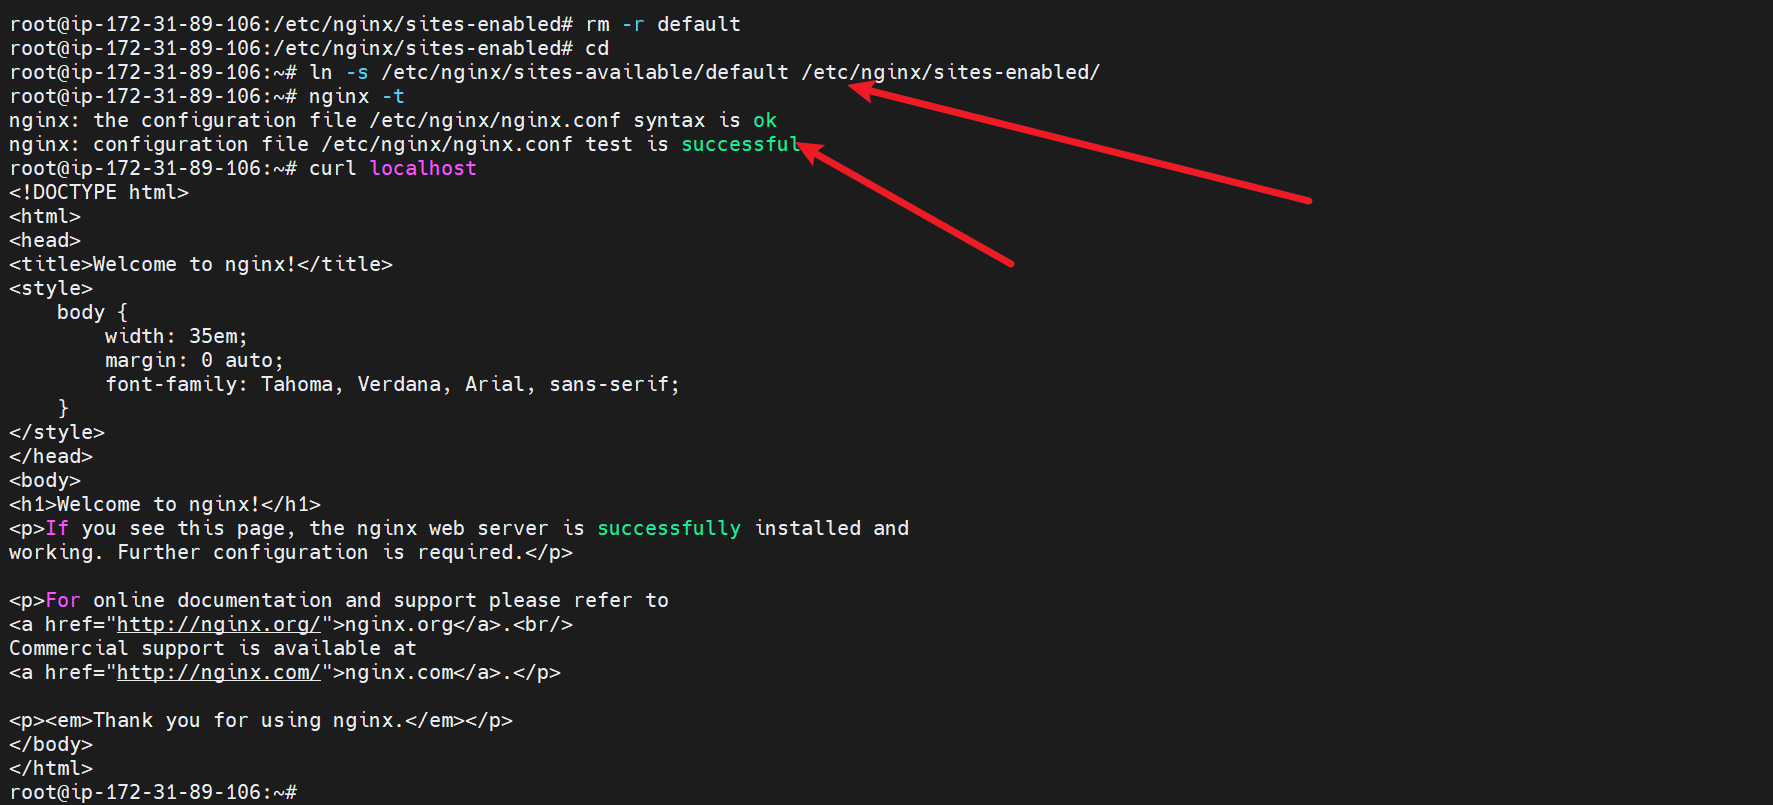 root@ip-172-31-89-106:/etc/nginx/sites-enabled# rm -r default
root@ip-172-31-89-106:/etc/nginx/sites-enabled# cd
root@ip-172-31-89-106:~# ln -s /etc/nginx/sites-available/default /etc/nginx/sites-enabled/
root@ip-172-31-89-106:~# nginx -t
nginx: the configuration file /etc/nginx/nginx.conf syntax is ok
nginx: configuration file /etc/nginx/nginx.conf test is successful
root@ip-172-31-89-106:~# curl localhost
<!DOCTYPE html>
<html>
<head>
<title>Welcome to nginx!</title>
<style>
    body {
        width: 35em;
        margin: 0 auto;
        font-family: Tahoma, Verdana, Arial, sans-serif;
    }
</style>
</head>
<body>
<h1>Welcome to nginx!</h1>
<p>If you see this page, the nginx web server is successfully installed and
working. Further configuration is required.</p>

<p>For online documentation and support please refer to
<a href="http://nginx.org/">nginx.org</a>.<br/>
Commercial support is available at
<a href="http://nginx.com/">nginx.com</a>.</p>

<p><em>Thank you for using nginx.</em></p>
</body>
</html>
root@ip-172-31-89-106:~#